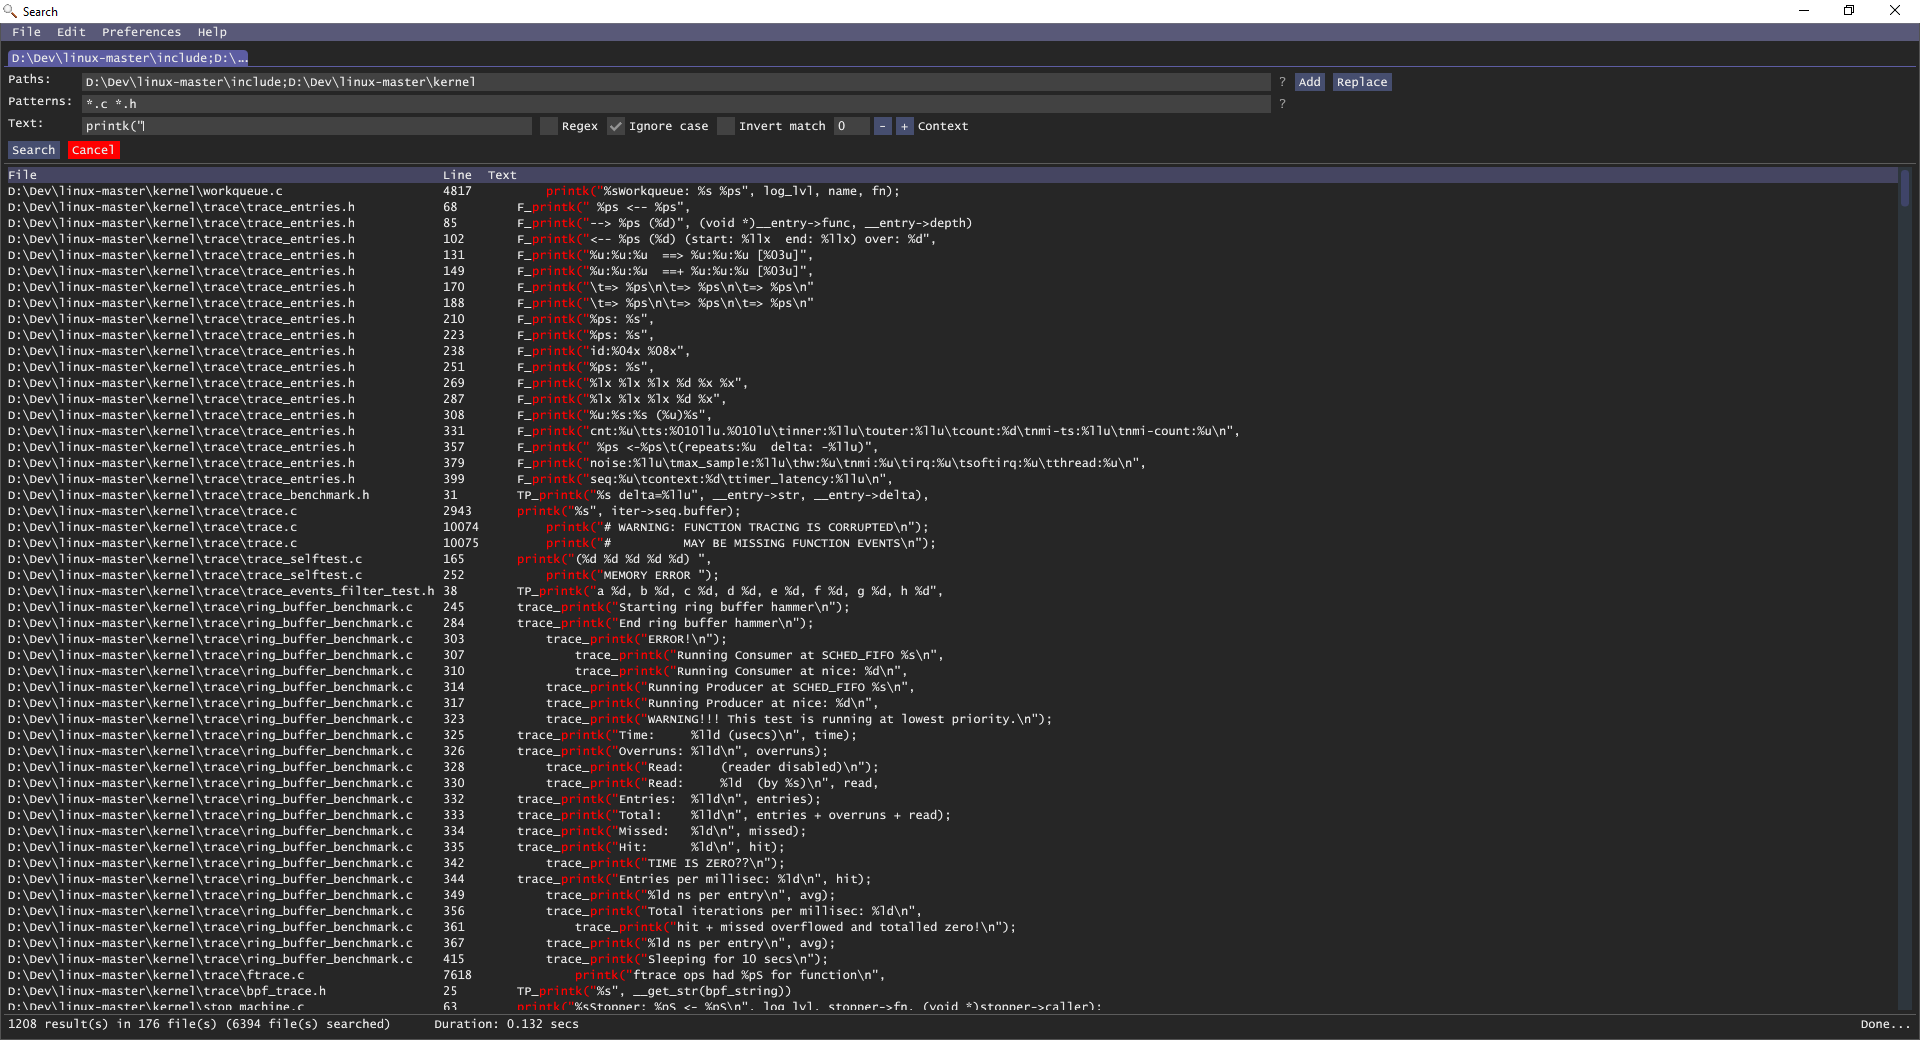 Search
File Edit Preferences Help
D:\Dev\linux-master\include;D:\...
Paths: D:\Dev\linux-master\include;D:\Dev\linux-master\kernel ? Add Replace
Patterns: *.c *.h ?
Text: printk(" Regex Ignore case Invert match 0 - + Context
Search Cancel
File Line Text
D:\Dev\linux-master\kernel\workqueue.c 4817 printk("%sWorkqueue: %s %ps", log_lvl, name, fn);
D:\Dev\linux-master\kernel\trace\trace_entries.h 68 F_printk(" %ps <-- %ps",
D:\Dev\linux-master\kernel\trace\trace_entries.h 85 F_printk("--> %ps (%d)", (void *)__entry->func, __entry->depth)
D:\Dev\linux-master\kernel\trace\trace_entries.h 102 F_printk("<-- %ps (%d) (start: %llx  end: %llx) over: %d",
D:\Dev\linux-master\kernel\trace\trace_entries.h 131 F_printk("%u:%u:%u  ==> %u:%u:%u [%03u]",
D:\Dev\linux-master\kernel\trace\trace_entries.h 149 F_printk("%u:%u:%u  ==+ %u:%u:%u [%03u]",
D:\Dev\linux-master\kernel\trace\trace_entries.h 170 F_printk("\t=> %ps\n\t=> %ps\n\t=> %ps\n"
D:\Dev\linux-master\kernel\trace\trace_entries.h 188 F_printk("\t=> %ps\n\t=> %ps\n\t=> %ps\n"
D:\Dev\linux-master\kernel\trace\trace_entries.h 210 F_printk("%ps: %s",
D:\Dev\linux-master\kernel\trace\trace_entries.h 223 F_printk("%ps: %s",
D:\Dev\linux-master\kernel\trace\trace_entries.h 238 F_printk("id:%04x %08x",
D:\Dev\linux-master\kernel\trace\trace_entries.h 251 F_printk("%ps: %s",
D:\Dev\linux-master\kernel\trace\trace_entries.h 269 F_printk("%lx %lx %lx %d %x %x",
D:\Dev\linux-master\kernel\trace\trace_entries.h 287 F_printk("%lx %lx %lx %d %x",
D:\Dev\linux-master\kernel\trace\trace_entries.h 308 F_printk("%u:%s:%s (%u)%s",
D:\Dev\linux-master\kernel\trace\trace_entries.h 331 F_printk("cnt:%u\tts:%010llu.%010lu\tinner:%llu\touter:%llu\tcount:%d\tnmi-ts:%llu\tnmi-count:%u\n",
D:\Dev\linux-master\kernel\trace\trace_entries.h 357 F_printk(" %ps <-%ps\t(repeats:%u  delta: -%llu)",
D:\Dev\linux-master\kernel\trace\trace_entries.h 379 F_printk("noise:%llu\tmax_sample:%llu\thw:%u\tnmi:%u\tirq:%u\tsoftirq:%u\tthread:%u\n",
D:\Dev\linux-master\kernel\trace\trace_entries.h 399 F_printk("seq:%u\tcontext:%d\ttimer_latency:%llu\n",
D:\Dev\linux-master\kernel\trace\trace_benchmark.h 31 TP_printk("%s delta=%llu", __entry->str, __entry->delta),
D:\Dev\linux-master\kernel\trace\trace.c 2943 printk("%s", iter->seq.buffer);
D:\Dev\linux-master\kernel\trace\trace.c 10074 printk("# WARNING: FUNCTION TRACING IS CORRUPTED\n");
D:\Dev\linux-master\kernel\trace\trace.c 10075 printk("#          MAY BE MISSING FUNCTION EVENTS\n");
D:\Dev\linux-master\kernel\trace\trace_selftest.c 165 printk("(%d %d %d %d %d) ",
D:\Dev\linux-master\kernel\trace\trace_selftest.c 252 printk("MEMORY ERROR ");
D:\Dev\linux-master\kernel\trace\trace_events_filter_test.h 38 TP_printk("a %d, b %d, c %d, d %d, e %d, f %d, g %d, h %d",
D:\Dev\linux-master\kernel\trace\ring_buffer_benchmark.c 245 trace_printk("Starting ring buffer hammer\n");
D:\Dev\linux-master\kernel\trace\ring_buffer_benchmark.c 284 trace_printk("End ring buffer hammer\n");
D:\Dev\linux-master\kernel\trace\ring_buffer_benchmark.c 303 trace_printk("ERROR!\n");
D:\Dev\linux-master\kernel\trace\ring_buffer_benchmark.c 307 trace_printk("Running Consumer at SCHED_FIFO %s\n",
D:\Dev\linux-master\kernel\trace\ring_buffer_benchmark.c 310 trace_printk("Running Consumer at nice: %d\n",
D:\Dev\linux-master\kernel\trace\ring_buffer_benchmark.c 314 trace_printk("Running Producer at SCHED_FIFO %s\n",
D:\Dev\linux-master\kernel\trace\ring_buffer_benchmark.c 317 trace_printk("Running Producer at nice: %d\n",
D:\Dev\linux-master\kernel\trace\ring_buffer_benchmark.c 323 trace_printk("WARNING!!! This test is running at lowest priority.\n");
D:\Dev\linux-master\kernel\trace\ring_buffer_benchmark.c 325 trace_printk("Time:     %lld (usecs)\n", time);
D:\Dev\linux-master\kernel\trace\ring_buffer_benchmark.c 326 trace_printk("Overruns: %lld\n", overruns);
D:\Dev\linux-master\kernel\trace\ring_buffer_benchmark.c 328 trace_printk("Read:     (reader disabled)\n");
D:\Dev\linux-master\kernel\trace\ring_buffer_benchmark.c 330 trace_printk("Read:     %ld  (by %s)\n", read,
D:\Dev\linux-master\kernel\trace\ring_buffer_benchmark.c 332 trace_printk("Entries:  %lld\n", entries);
D:\Dev\linux-master\kernel\trace\ring_buffer_benchmark.c 333 trace_printk("Total:    %lld\n", entries + overruns + read);
D:\Dev\linux-master\kernel\trace\ring_buffer_benchmark.c 334 trace_printk("Missed:   %ld\n", missed);
D:\Dev\linux-master\kernel\trace\ring_buffer_benchmark.c 335 trace_printk("Hit:      %ld\n", hit);
D:\Dev\linux-master\kernel\trace\ring_buffer_benchmark.c 342 trace_printk("TIME IS ZERO??\n");
D:\Dev\linux-master\kernel\trace\ring_buffer_benchmark.c 344 trace_printk("Entries per millisec: %ld\n", hit);
D:\Dev\linux-master\kernel\trace\ring_buffer_benchmark.c 349 trace_printk("%ld ns per entry\n", avg);
D:\Dev\linux-master\kernel\trace\ring_buffer_benchmark.c 356 trace_printk("Total iterations per millisec: %ld\n",
D:\Dev\linux-master\kernel\trace\ring_buffer_benchmark.c 361 trace_printk("hit + missed overflowed and totalled zero!\n");
D:\Dev\linux-master\kernel\trace\ring_buffer_benchmark.c 367 trace_printk("%ld ns per entry\n", avg);
D:\Dev\linux-master\kernel\trace\ring_buffer_benchmark.c 415 trace_printk("Sleeping for 10 secs\n");
D:\Dev\linux-master\kernel\trace\ftrace.c 7618 printk("ftrace ops had %pS for function\n",
D:\Dev\linux-master\kernel\trace\bpf_trace.h 25 TP_printk("%s", __get_str(bpf_string))
D:\Dev\linux-master\kernel\stop_machine.c 63 printk("%sStopper: %pS <- %pS\n", log_lvl, stopper->fn, (void *)stopper->caller);
1208 result(s) in 176 file(s) (6394 file(s) searched) Duration: 0.132 secs Done...